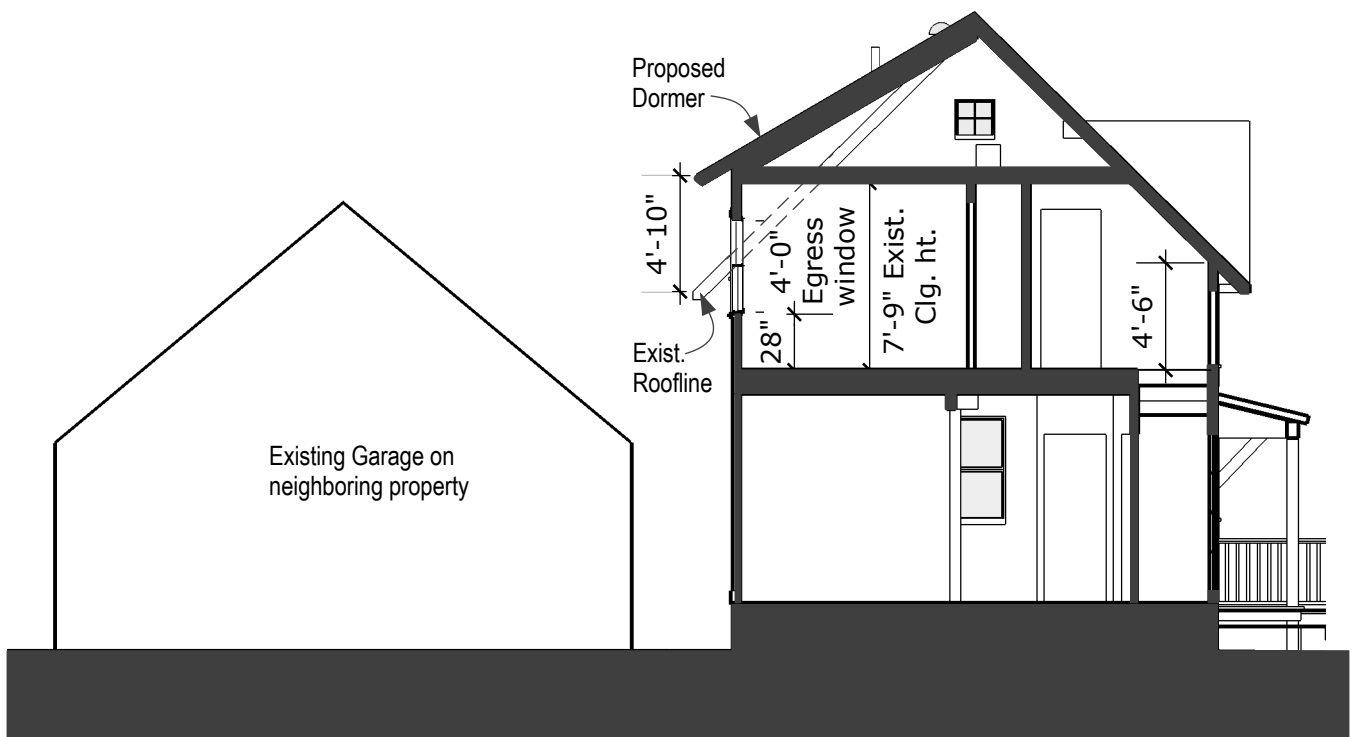 Proposed
Dormer
4'-10"
4'-0"
Egress
window
28"
7'-9" Exist.
Clg. ht.
4'-6"
Exist.
Roofline
Existing Garage on
neighboring property